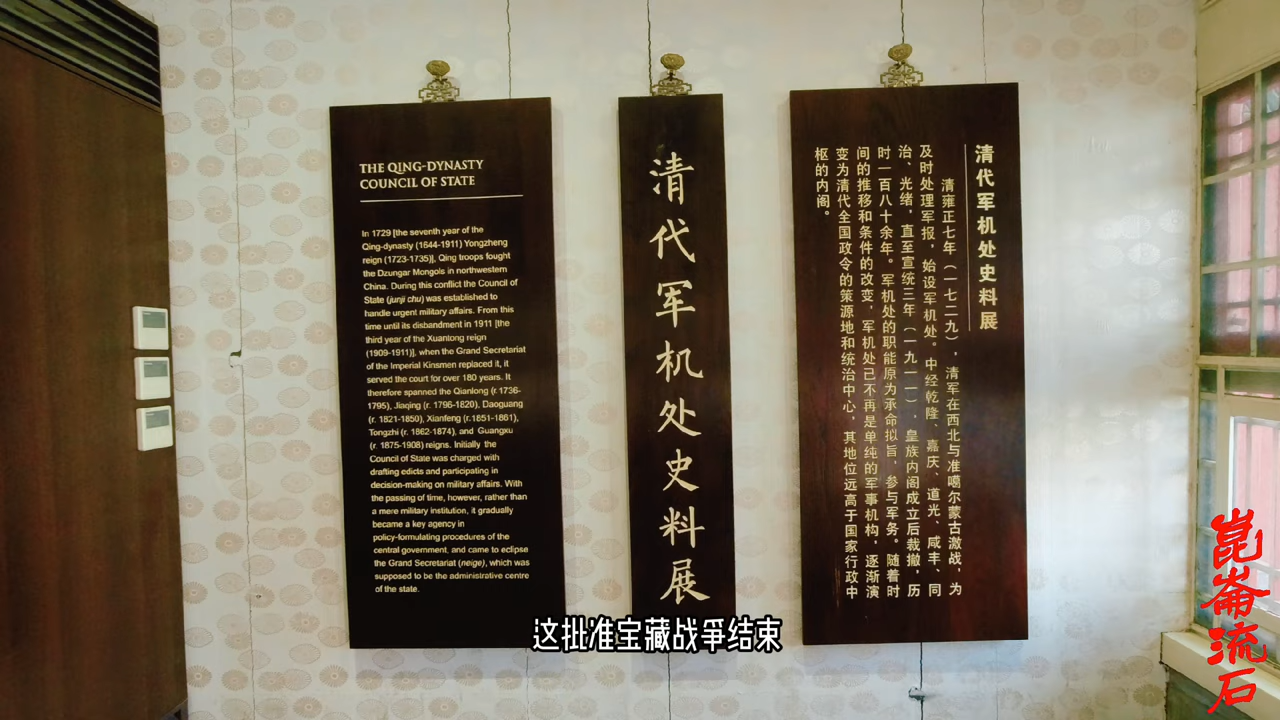 THE QING-DYNASTY
COUNCIL OF STATE
In 1729 [the seventh year of the
Qing-dynasty (1644-1911) Yongzheng
reign (1723-1735)], Qing troops fought
the Dzungar Mongols in northwestern
China. During this conflict the Council of
State (junji chu) was established to
handle urgent military affairs. From this
time until its disbandment in 1911 [the
third year of the Xuantong reign
(1909-1911)], when the Grand Secretariat
of the Imperial Kinsmen replaced it, it
served the court for over 180 years. It
therefore spanned the Qianlong (r. 1736-
1795), Jiaqing (r. 1796-1820), Daoguang
(r. 1821-1850), Xianfeng (r.1851-1861),
Tongzhi (r. 1862-1874), and Guangxu
(r. 1875-1908) reigns. Initially the
Council of State was charged with
drafting edicts and participating in
decision-making on military affairs. With
the passing of time, however, rather than
a mere military institution, it gradually
became a key agency in
policy-formulating procedures of the
central government, and came to eclipse
the Grand Secretariat (neige), which was
supposed to be the administrative centre
of the state.
清代军机处史料展
清代军机处史料展
清雍正七年（一七二九），清军在西北与准噶尔蒙古激战，为
及时处理军报，始设军机处。中经乾隆、嘉庆、道光、咸丰、同
治、光绪，直至宣统三年（一九一一），皇族内阁成立后裁撤，历
时一百八十余年。军机处的职能原为承命拟旨，参与军务。随着时
间的推移和条件的改变，军机处已不再是单纯的军事机构，逐渐演
变为清代全国政令的策源地和统治中心，其地位远高于国家行政中
枢的内阁。
这批准宝藏战争结束
崑崙流石